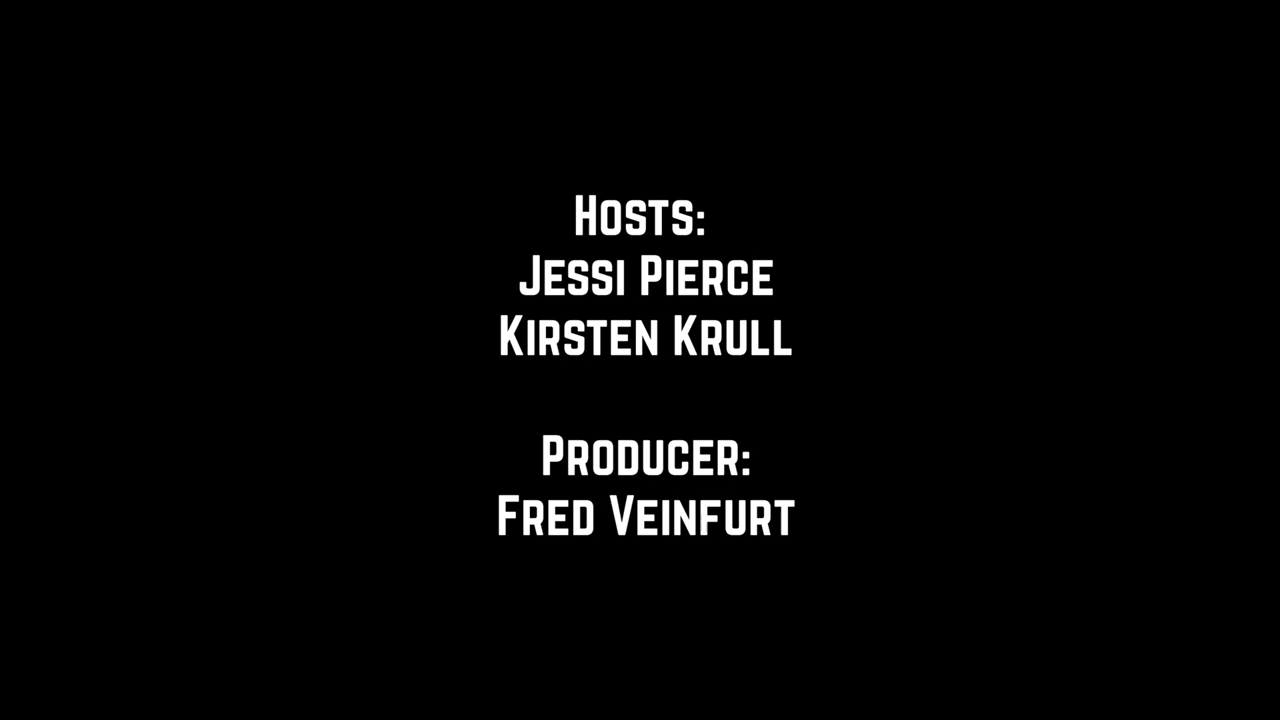 Hosts:
Jessi Pierce
Kirsten Krull
Producer:
Fred Veinfurt